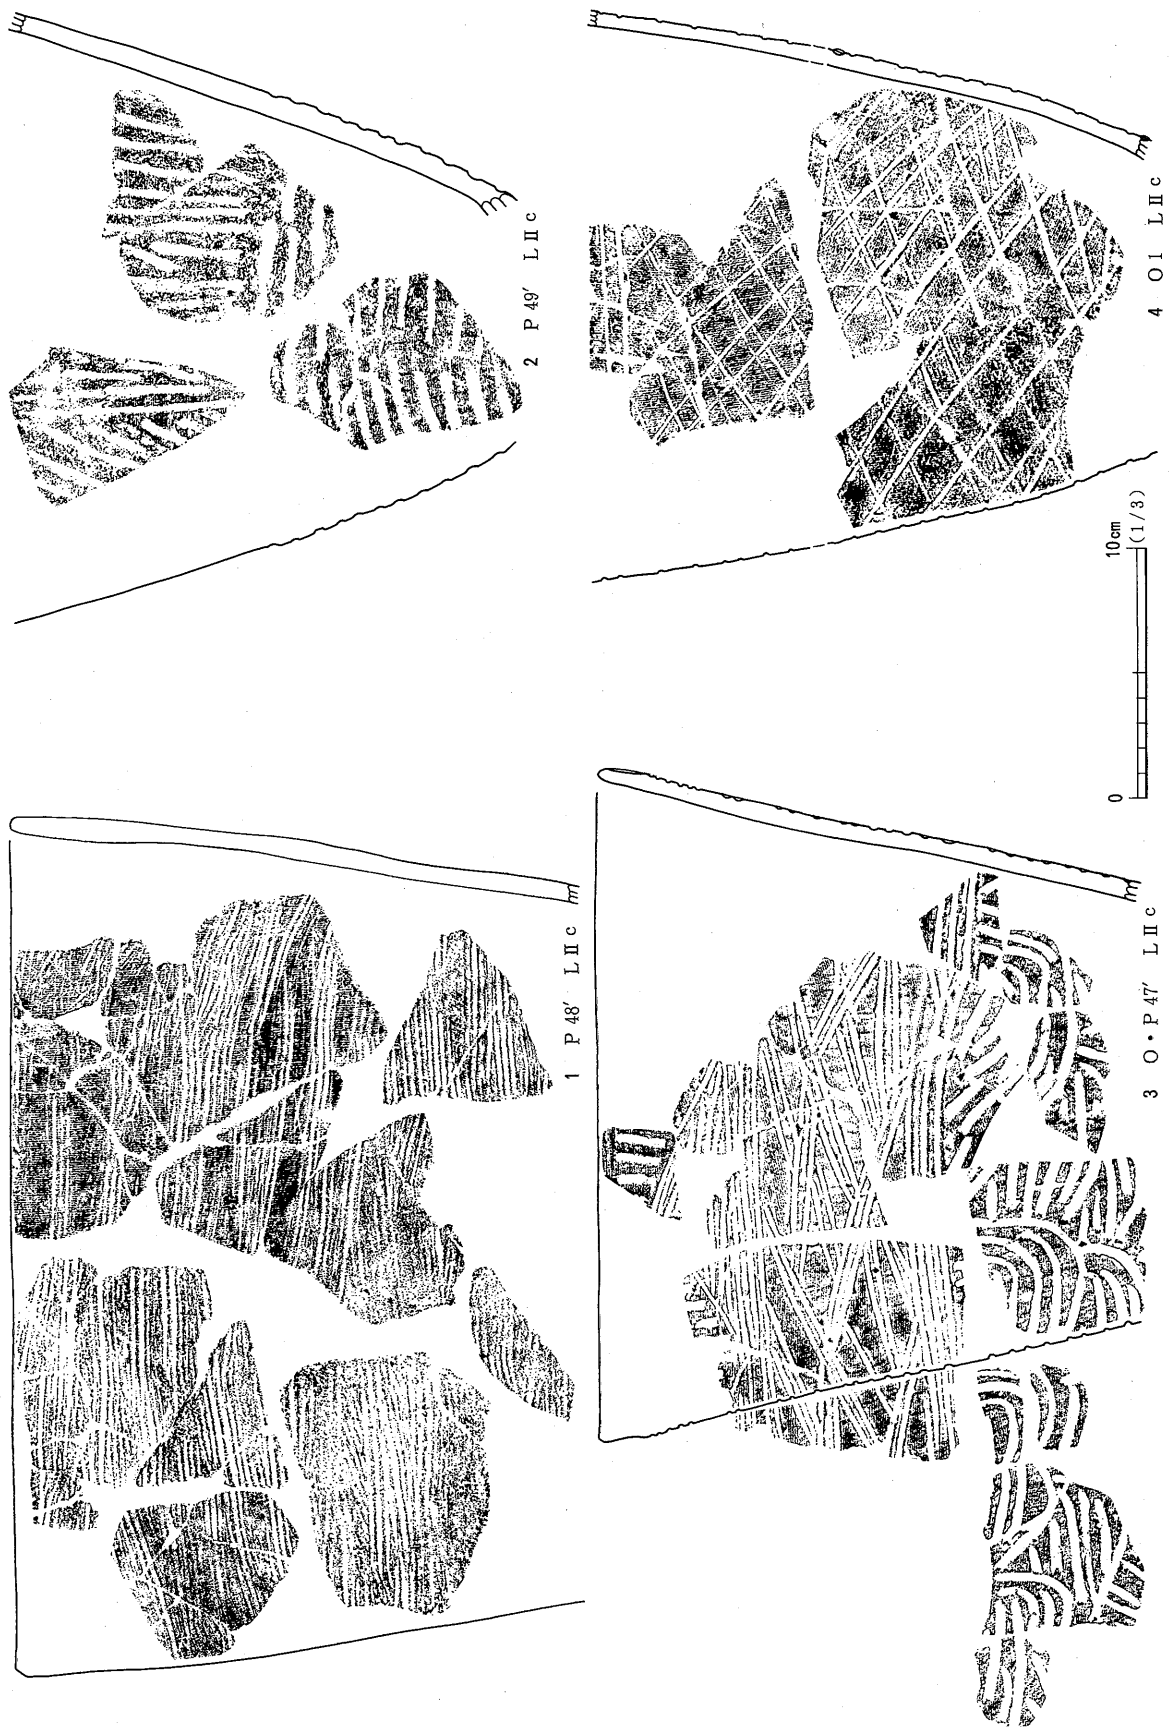 1 P48′ LⅡc
2 P49′ LⅡc
3 O・P47′ LⅡc
4 O1 LⅡc
0 10cm
(1/3)